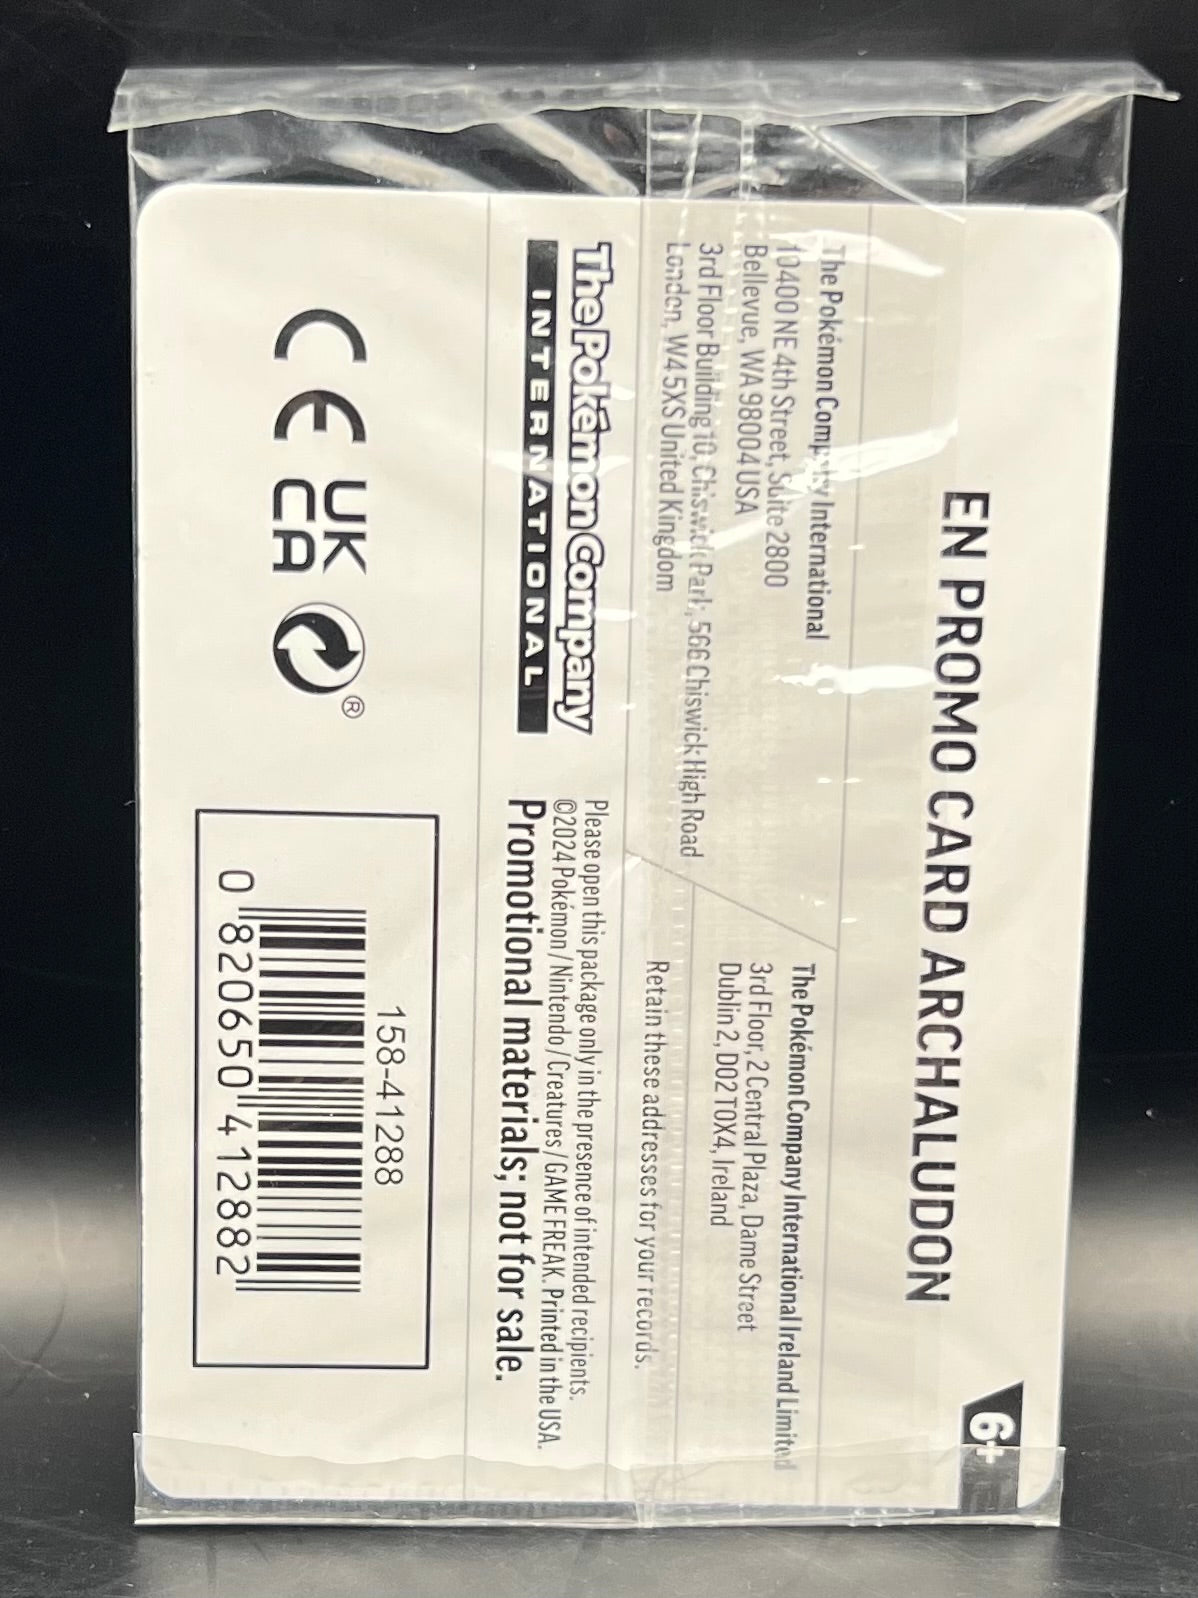 EN PROMO CARD ARCHALUDON
6+
The Pokémon Company International
10400 NE 4th Street, Suite 2800
Bellevue, WA 98004 USA
3rd Floor Building 10, Chiswick Park, 566 Chiswick High Road
London, W4 5XS United Kingdom
The Pokémon Company International Ireland Limited
3rd Floor, 2 Central Plaza, Dame Street
Dublin 2, D02 T0X4, Ireland
Retain these addresses for your records.
The Pokémon Company
INTERNATIONAL
Please open this package only in the presence of intended recipients.
©2024 Pokémon / Nintendo / Creatures / GAME FREAK. Printed in the USA.
Promotional materials; not for sale.
CE
UK
CA
®
158-41288
0 82065041288 2